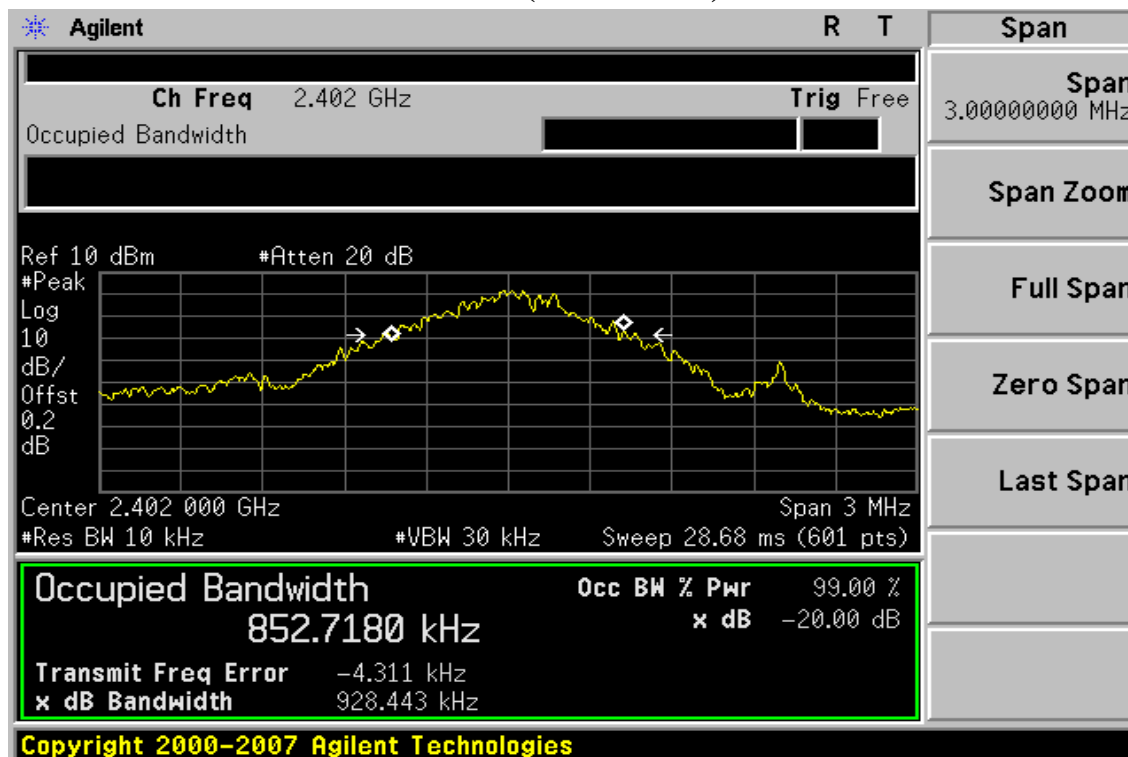 Agilent R T Span
Span
3.00000000 MHz
Ch Freq 2.402 GHz Trig Free
Occupied Bandwidth
Span Zoom
Ref 10 dBm #Atten 20 dB
#Peak
Log
10
dB/
Offst
0.2
dB
Full Span
Zero Span
Last Span
Center 2.402 000 GHz Span 3 MHz
#Res BW 10 kHz #VBW 30 kHz Sweep 28.68 ms (601 pts)
Occupied Bandwidth Occ BW % Pwr 99.00 %
852.7180 kHz x dB -20.00 dB
Transmit Freq Error -4.311 kHz
x dB Bandwidth 928.443 kHz
Copyright 2000-2007 Agilent Technologies